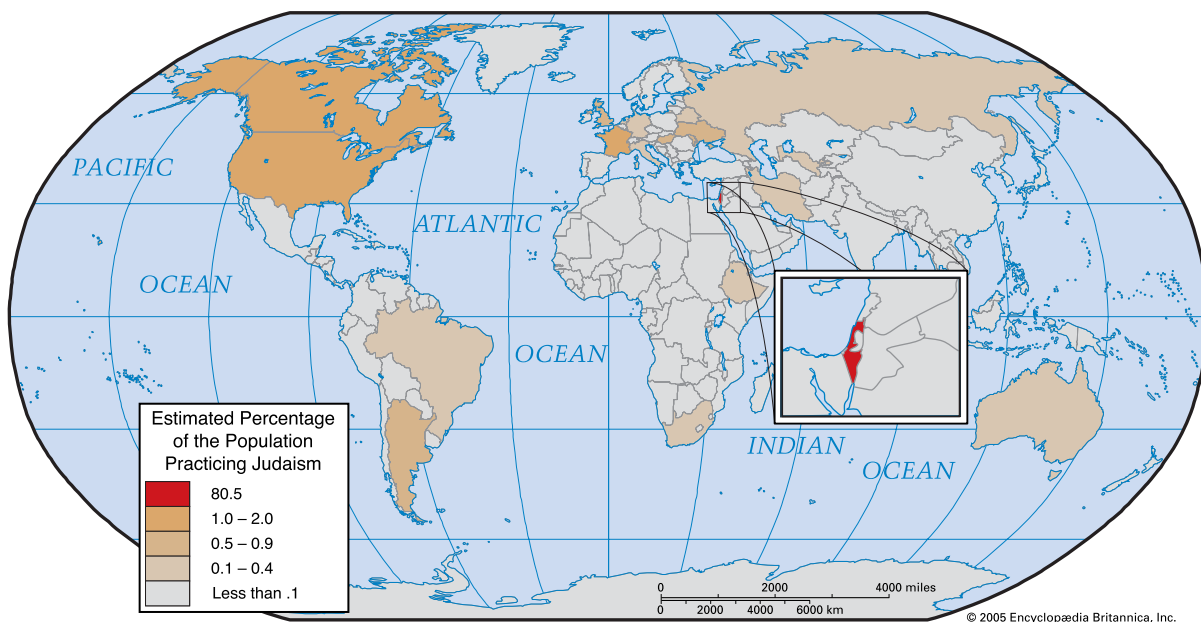 PACIFIC
OCEAN
ATLANTIC
OCEAN
INDIAN
OCEAN
Estimated Percentage
of the Population
Practicing Judaism
80.5
1.0 – 2.0
0.5 – 0.9
0.1 – 0.4
Less than .1
0 2000 4000 miles
0 2000 4000 6000 km
© 2005 Encyclopædia Britannica, Inc.